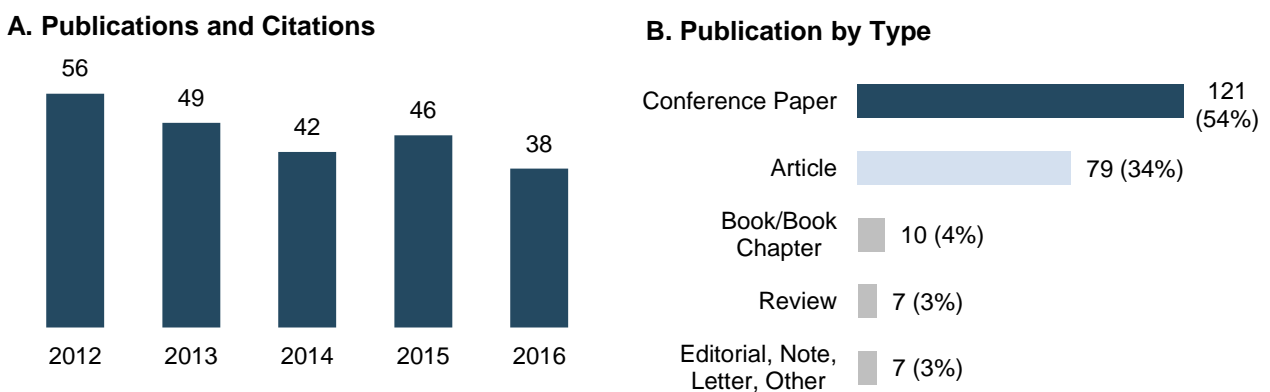 A. Publications and Citations
56
49
42
46
38
2012 2013 2014 2015 2016
B. Publication by Type
Conference Paper
121
(54%)
Article
79 (34%)
Book/Book
Chapter
10 (4%)
Review
7 (3%)
Editorial, Note,
Letter, Other
7 (3%)